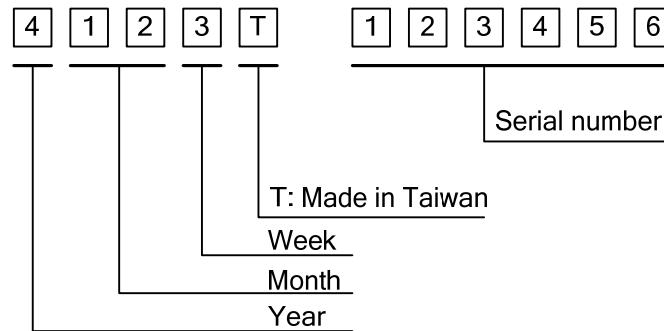 4 1 2 3 T 1 2 3 4 5 6
Serial number
T: Made in Taiwan
Week
Month
Year